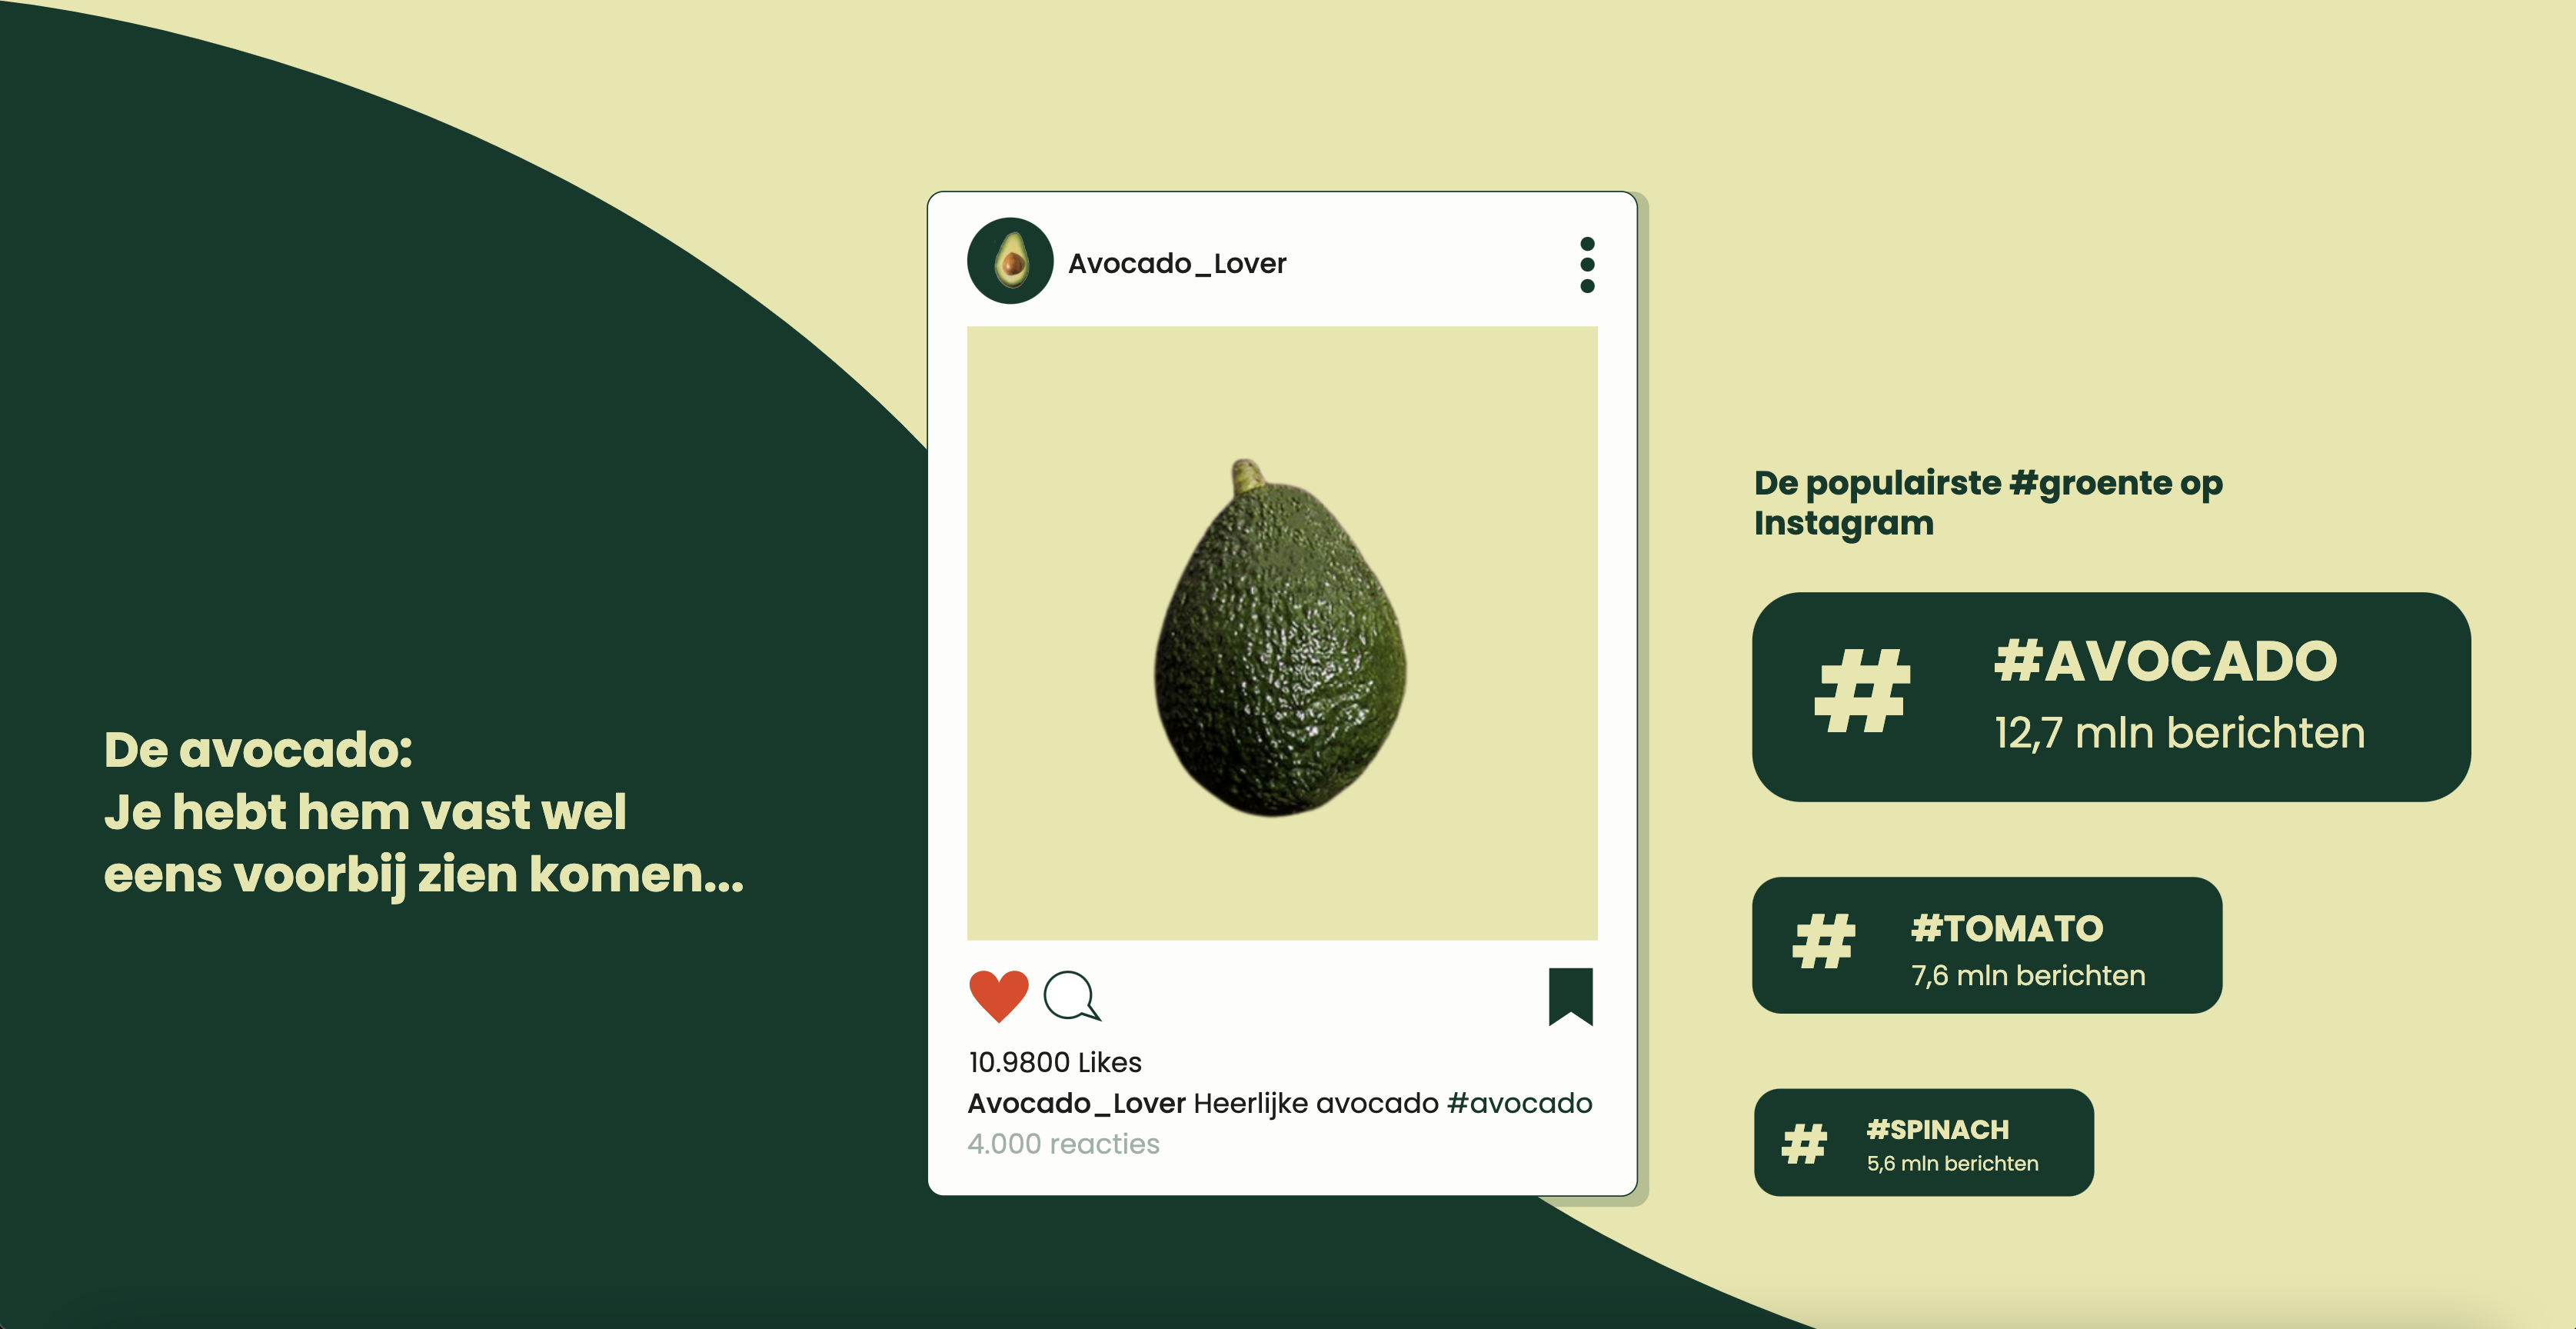 De avocado:
Je hebt hem vast wel
eens voorbij zien komen...
Avocado_Lover
10.9800 Likes
Avocado_Lover Heerlijke avocado #avocado
4.000 reacties
De populairste #groente op
Instagram
#
#AVOCADO
12,7 mln berichten
#
#TOMATO
7,6 mln berichten
#
#SPINACH
5,6 mln berichten